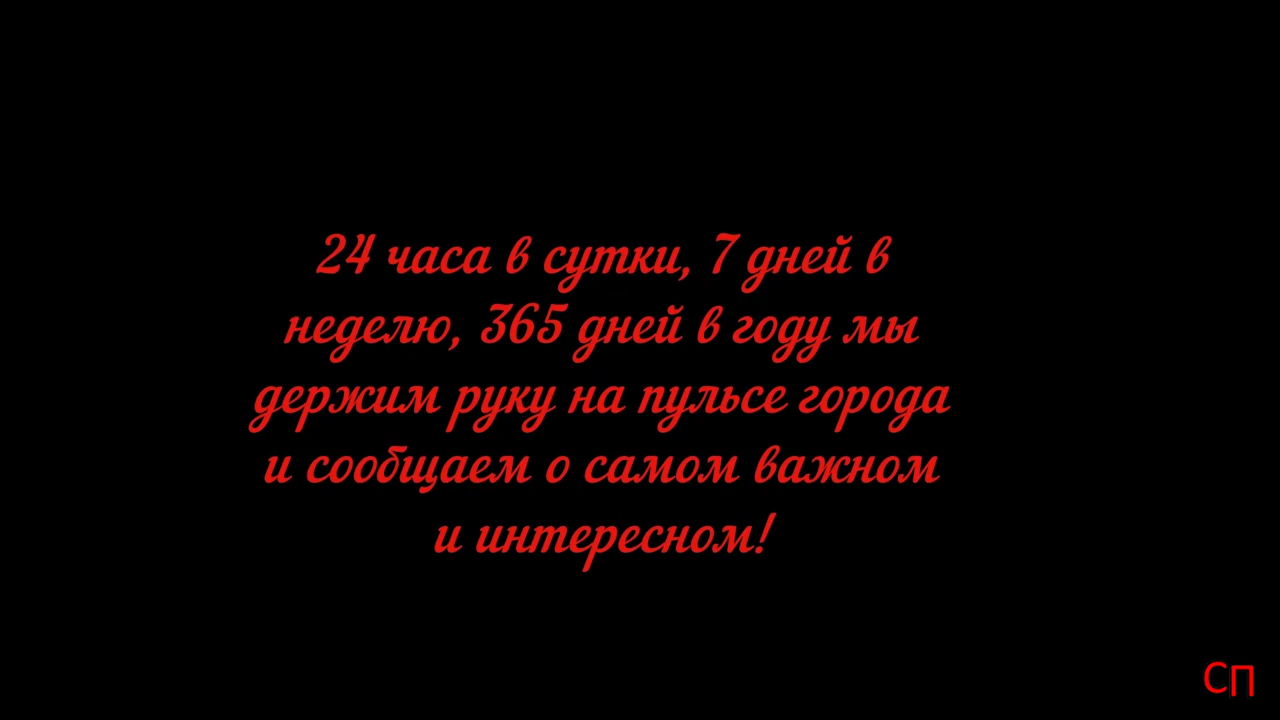 24 часа в сутки, 7 дней в
неделю, 365 дней в году мы
держим руку на пульсе города
и сообщаем о самом важном
и интересном!
СП